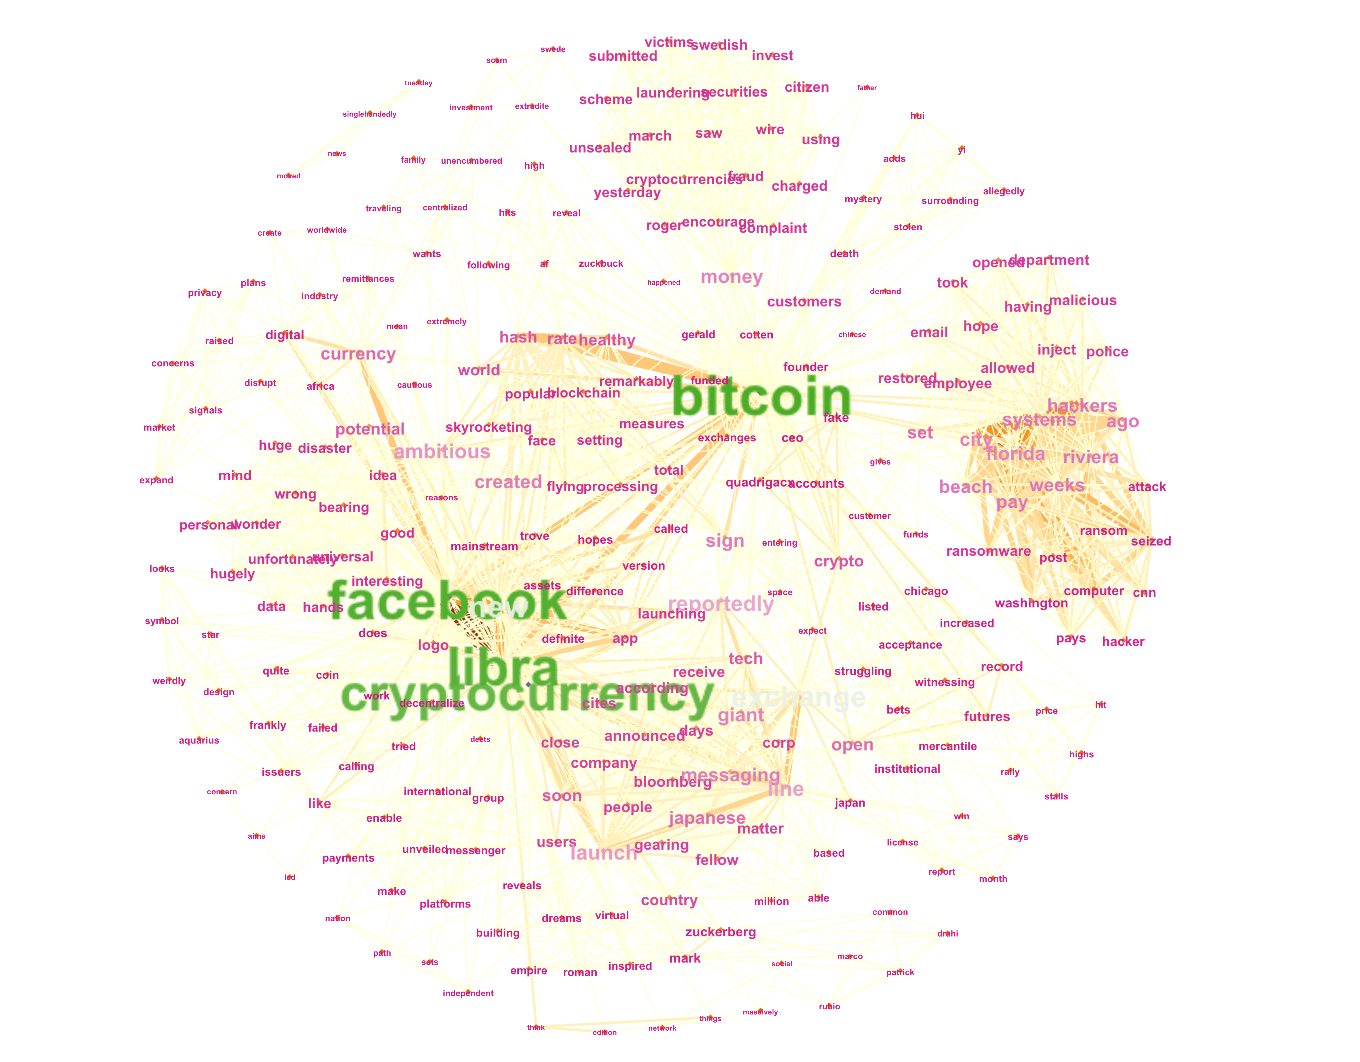 victims
swede
swedish
submitted
invest
scam
tuesday
citizen
father
laundering
securities
scheme
investment
extradite
singlehandedly
hui
wire
march
saw
using
unsealed
yi
news
adds
family
unencumbered
high
moved
fraud
cryptocurrencies
charged
yesterday
allegedly
mystery
surrounding
traveling
centralized
hits
reveal
encourage
roger
complaint
stolen
create
worldwide
wants
death
department
opened
following
af
zuckbuck
money
remittances
happened
plans
took
privacy
industry
demand
customers
malicious
having
extremely
mean
hope
email
digital
gerald
cotten
chinese
hash
rate
healthy
raised
inject
police
currency
concerns
founder
allowed
world
restored
remarkably
funded
employee
disrupt
africa
cautious
popular
blockchain
bitcoin
hackers
signals
fake
systems
ago
measures
market
skyrocketing
potential
set
exchanges
ceo
city
face
setting
huge
disaster
ambitious
florida
riviera
gives
total
mind
idea
expand
created
flying
processing
quadrigacx
accounts
beach
weeks
attack
wrong
reasons
pay
bearing
customer
personal
wonder
called
ransom
good
trove
hopes
funds
sign
entering
seized
mainstream
ransomware
unfortunately
universal
post
crypto
version
looks
hugely
interesting
assets
difference
space
chicago
computer
cnn
facebook
new
reportedly
washington
data
hands
listed
launching
symbol
increased
star
does
expect
definite
app
pays
hacker
logo
acceptance
tech
libra
record
quite
coin
receive
struggling
weirdly
witnessing
design
work
according
cryptocurrency
decentralize
cites
exchange
bets
price
hit
giant
futures
frankly
failed
days
aquarius
deets
announced
close
corp
open
tried
mercantile
highs
company
issuers
calling
institutional
rally
messaging
bloomberg
concern
international
group
soon
line
stalls
like
people
japan
enable
japanese
win
matter
aims
says
users
gearing
license
unveiled
messenger
launch
based
payments
fellow
report
led
month
reveals
make
country
million
able
platforms
common
nation
dreams
virtual
building
zuckerberg
drahi
path
mark
marco
sets
social
inspired
empire
roman
patrick
independent
rubio
massively
things
think
edition
network